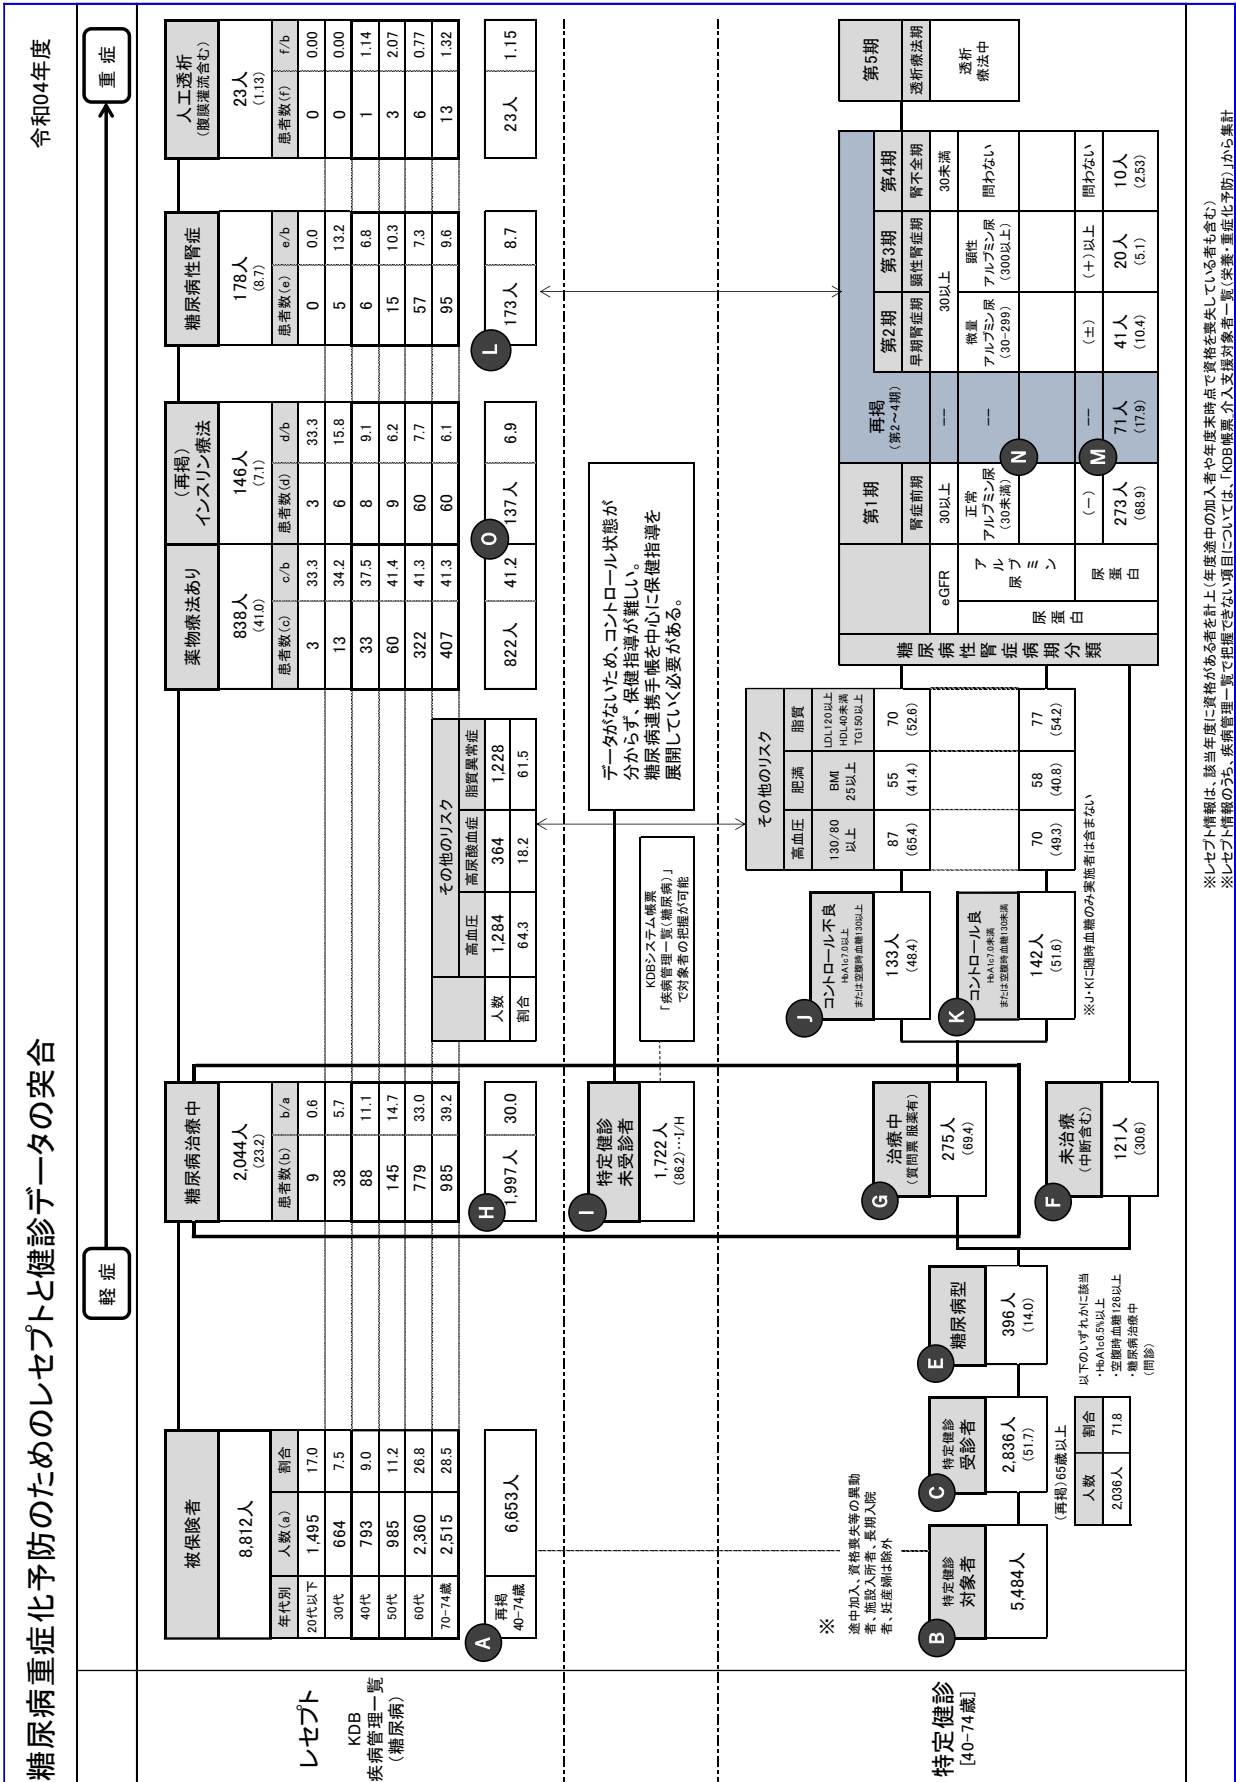 糖尿病重症化予防のためのレセプトと健診データの突合
令和04年度
軽症
重症
レセプト
KDB
疾病管理一覧
（糖尿病）
被保険者
8,812人
年代別 人数(a) 割合
20代以下 1,495 17.0
30代 664 7.5
40代 793 9.0
50代 985 11.2
60代 2,360 26.8
70-74歳 2,515 28.5
A
再掲
40-74歳
6,653人
糖尿病治療中
2,044人
(23.2)
患者数(b) b/a
9 0.6
38 5.7
88 11.1
145 14.7
779 33.0
985 39.2
H
1,997人 30.0
その他のリスク
高血圧 高尿酸血症 脂質異常症
人数 1,284 364 1,228
割合 64.3 18.2 61.5
薬物療法あり
838人
(41.0)
患者数(c) c/b
3 33.3
13 34.2
33 37.5
60 41.4
322 41.3
407 41.3
822人 41.2
（再掲）
インスリン療法
146人
(7.1)
患者数(d) d/b
3 33.3
6 15.8
8 9.1
9 6.2
60 7.7
60 6.1
O
137人 6.9
糖尿病性腎症
178人
(8.7)
患者数(e) e/b
0 0.0
5 13.2
6 6.8
15 10.3
57 7.3
95 9.6
L
173人 8.7
人工透析
(腹膜灌流含む)
23人
(1.13)
患者数(f) f/b
0 0.00
0 0.00
1 1.14
3 2.07
6 0.77
13 1.32
23人 1.15
I
特定健診
未受診者
1,722人
(86.2)…I/H
KDBシステム帳票
「疾病管理一覧（糖尿病）」
で対象者の把握が可能
データがないため、コントロール状態が
分からず、保健指導が難しい。
糖尿病連携手帳を中心に保健指導を
展開していく必要がある。
特定健診
[40-74歳]
※
途中加入、資格喪失等の異動
者、施設入所者、長期入院
者、妊産婦は除外
B
特定健診
対象者
5,484人
C
特定健診
受診者
2,836人
(51.7)
(再掲)65歳以上
人数 割合
2,036人 71.8
E
糖尿病型
396人
(14.0)
以下のいずれかに該当
・HbA1c6.5%以上
・空腹時血糖126以上
・糖尿病治療中
（問診）
G
治療中
（質問票 服薬有）
275人
(69.4)
F
未治療
（中断含む）
121人
(30.6)
J
コントロール不良
HbA1c7.0以上
または空腹時血糖130以上
133人
(48.4)
K
コントロール良
HbA1c7.0未満
または空腹時血糖130未満
142人
(51.6)
※J・Kに随時血糖のみ実施者は含まない
その他のリスク
高血圧 肥満 脂質
130/80
以上
BMI
25以上
LDL120以上
HDL40未満
TG150以上
87
(65.4)
55
(41.4)
70
(52.6)
70
(49.3)
58
(40.8)
77
(54.2)
糖尿病性腎症病期分類
第1期
腎症前期
再掲
(第2～4期)
第2期
早期腎症期
第3期
顕性腎症期
第4期
腎不全期
第5期
透析療法期
eGFR 30以上 -- 30以上 30未満
透析
療法中
尿蛋白
尿アルブミン
正常
アルブミン尿
(30未満)
--
微量
アルブミン尿
(30-299)
顕性
アルブミン尿
(300以上)
問わない
N
尿蛋白 (－) -- (±) (＋)以上 問わない
M
273人
(68.9)
71人
(17.9)
41人
(10.4)
20人
(5.1)
10人
(2.53)
※レセプト情報は、該当年度に資格がある者を計上(年度途中の加入者や年度末時点で資格を喪失している者も含む)
※レセプト情報のうち、疾病管理一覧で把握できない項目については、「KDB帳票_介入支援対象者一覧(栄養・重症化予防)」から集計